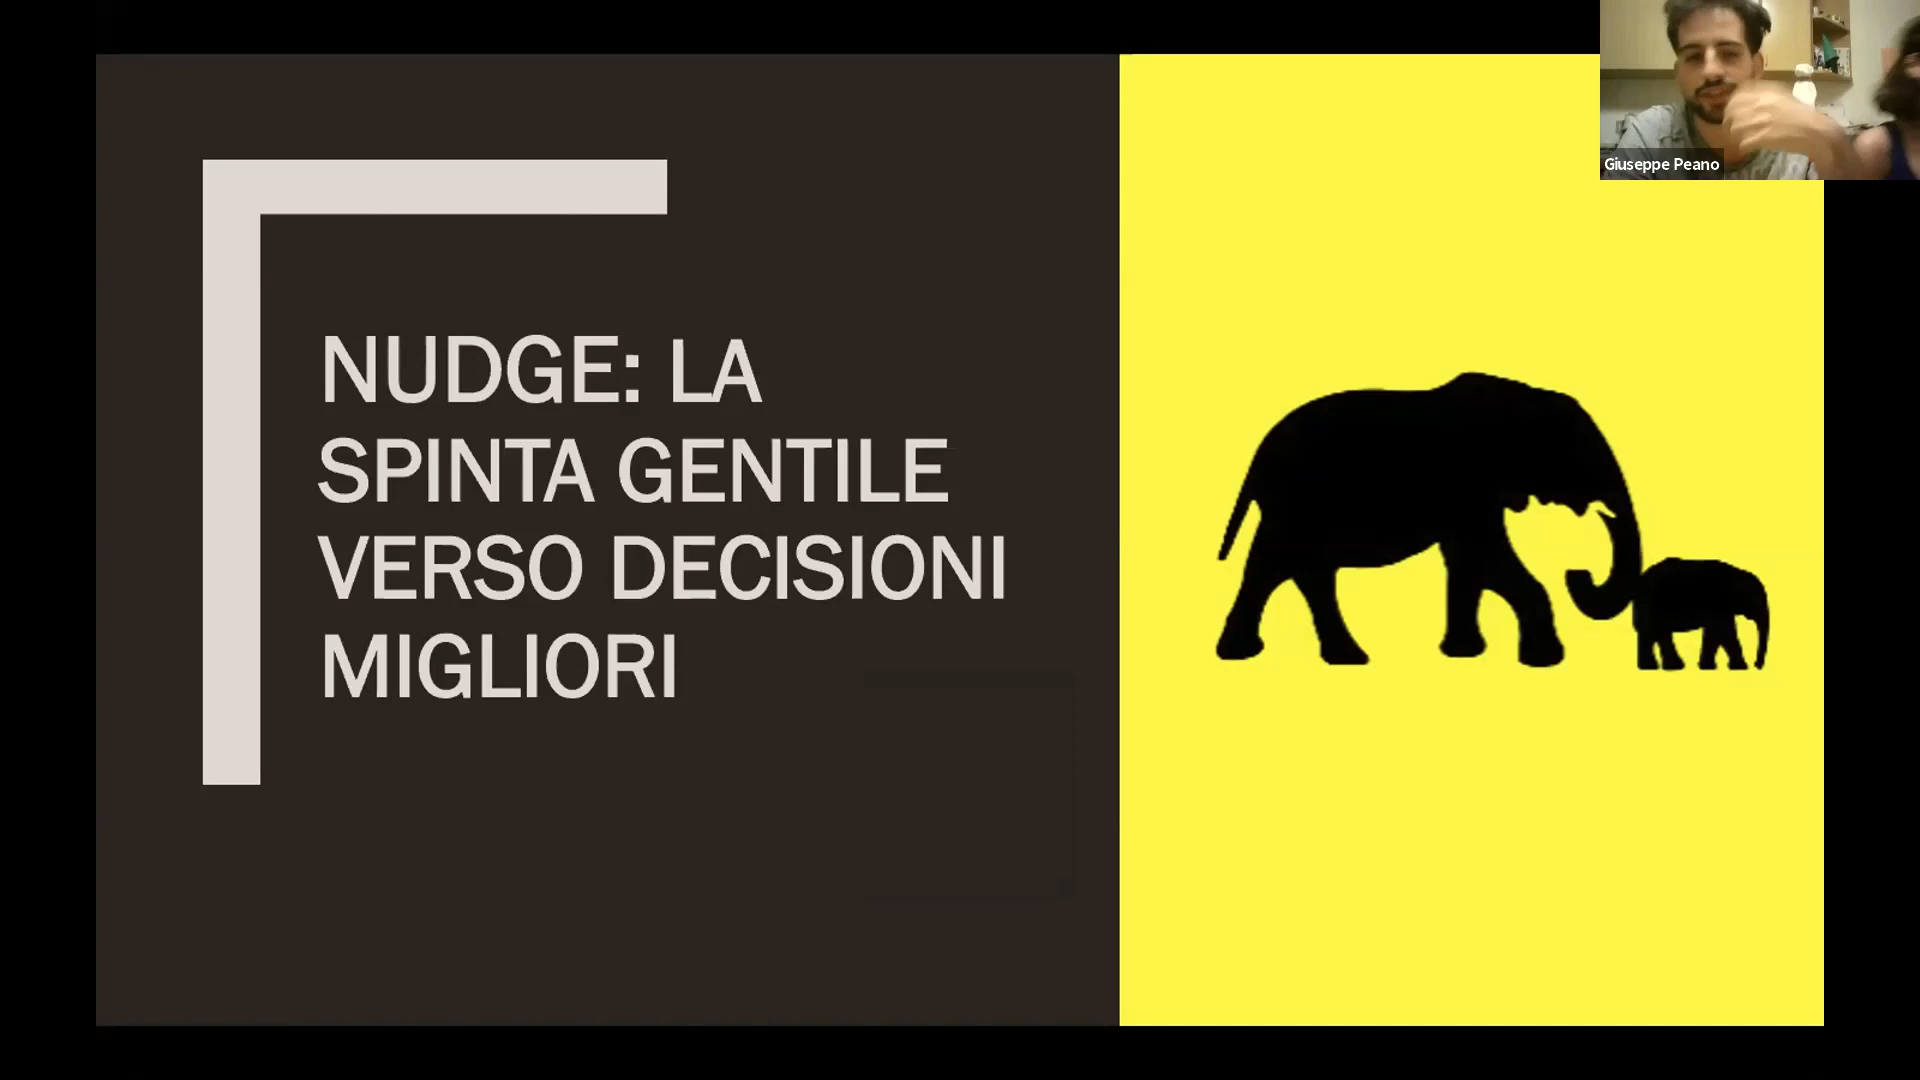 NUDGE: LA
SPINTA GENTILE
VERSO DECISIONI
MIGLIORI
Giuseppe Peano